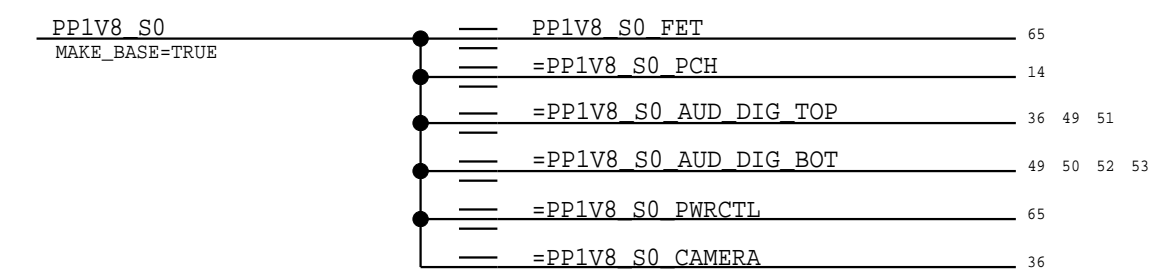 PP1V8_S0 PP1V8_S0_FET 65
MAKE_BASE=TRUE
=PP1V8_S0_PCH 14
=PP1V8_S0_AUD_DIG_TOP 36 49 51
=PP1V8_S0_AUD_DIG_BOT 49 50 52 53
=PP1V8_S0_PWRCTL 65
=PP1V8_S0_CAMERA 36